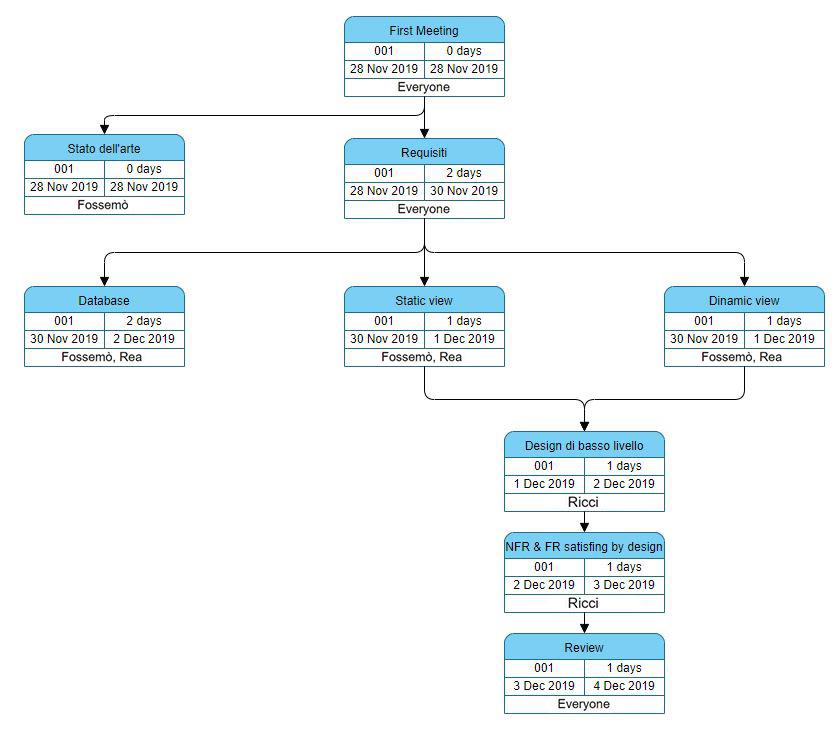 First Meeting
001 0 days
28 Nov 2019 28 Nov 2019
Everyone
Stato dell'arte
001 0 days
28 Nov 2019 28 Nov 2019
Fossemò
Requisiti
001 2 days
28 Nov 2019 30 Nov 2019
Everyone
Database
001 2 days
30 Nov 2019 2 Dec 2019
Fossemò, Rea
Static view
001 1 days
30 Nov 2019 1 Dec 2019
Fossemò, Rea
Dinamic view
001 1 days
30 Nov 2019 1 Dec 2019
Fossemò, Rea
Design di basso livello
001 1 days
1 Dec 2019 2 Dec 2019
Ricci
NFR & FR satisfing by design
001 1 days
2 Dec 2019 3 Dec 2019
Ricci
Review
001 1 days
3 Dec 2019 4 Dec 2019
Everyone